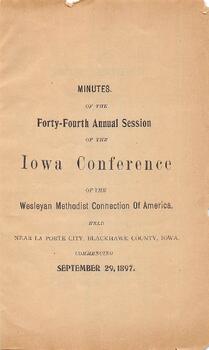 MINUTES.
OF THE
Forty-Fourth Annual Session
OF THE
Iowa Conference
OF THE
Wesleyan Methodist Connection Of America.
HELD
NEAR LA PORTE CITY, BLACKHAWK COUNTY, IOWA.
COMMENCING
SEPTEMBER 29, 1897.